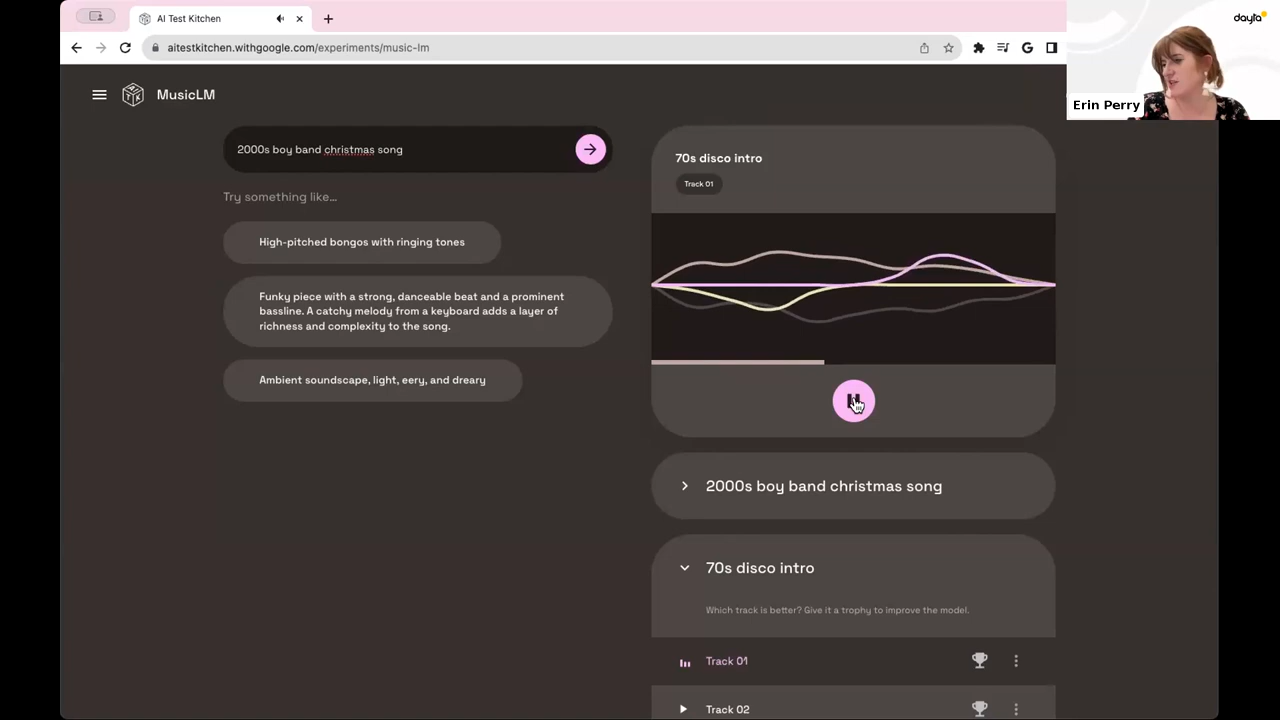 AI Test Kitchen
aitestkitchen.withgoogle.com/experiments/music-lm
dayta
Erin Perry
MusicLM
2000s boy band christmas song
Try something like...
High-pitched bongos with ringing tones
Funky piece with a strong, danceable beat and a prominent
bassline. A catchy melody from a keyboard adds a layer of
richness and complexity to the song.
Ambient soundscape, light, eery, and dreary
70s disco intro
Track 01
2000s boy band christmas song
70s disco intro
Which track is better? Give it a trophy to improve the model.
Track 01
Track 02